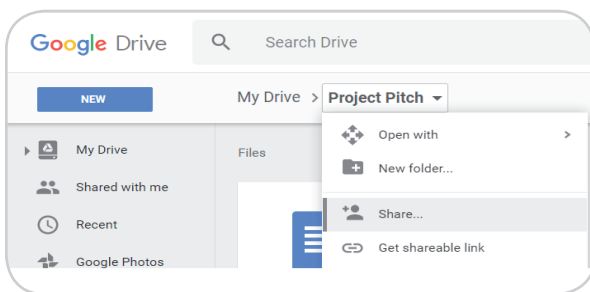 Google Drive
Search Drive
NEW
My Drive > Project Pitch
My Drive
Shared with me
Recent
Google Photos
Files
Open with >
New folder...
Share...
Get shareable link